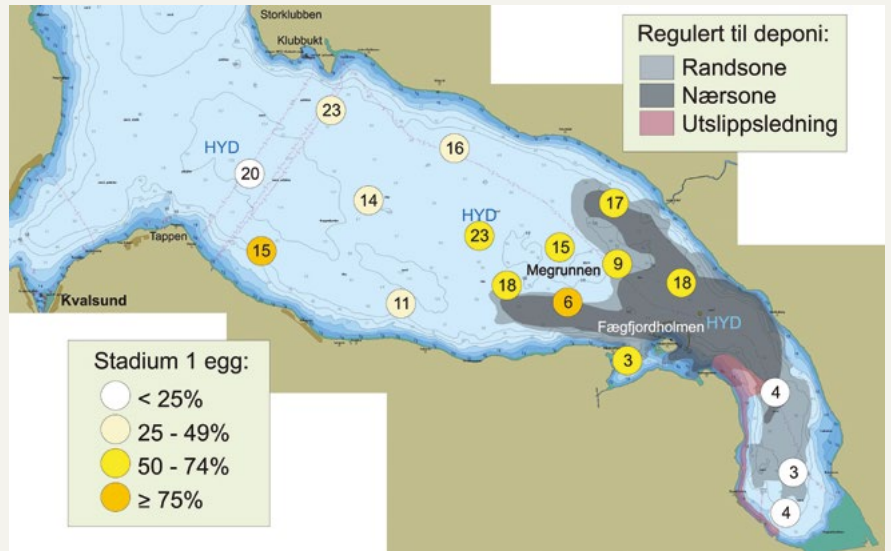 Storklubben
Klubbukt
Regulert til deponi:
Randsone
Nærsone
Utslippsledning
23
HYD
16
20
14
17
HYD
23
15
Tappen
15
9
Megrunnen
18
18
Kvalsund
11
6
Fægfjordholmen
HYD
3
4
3
4
Stadium 1 egg:
< 25%
25 - 49%
50 - 74%
≥ 75%